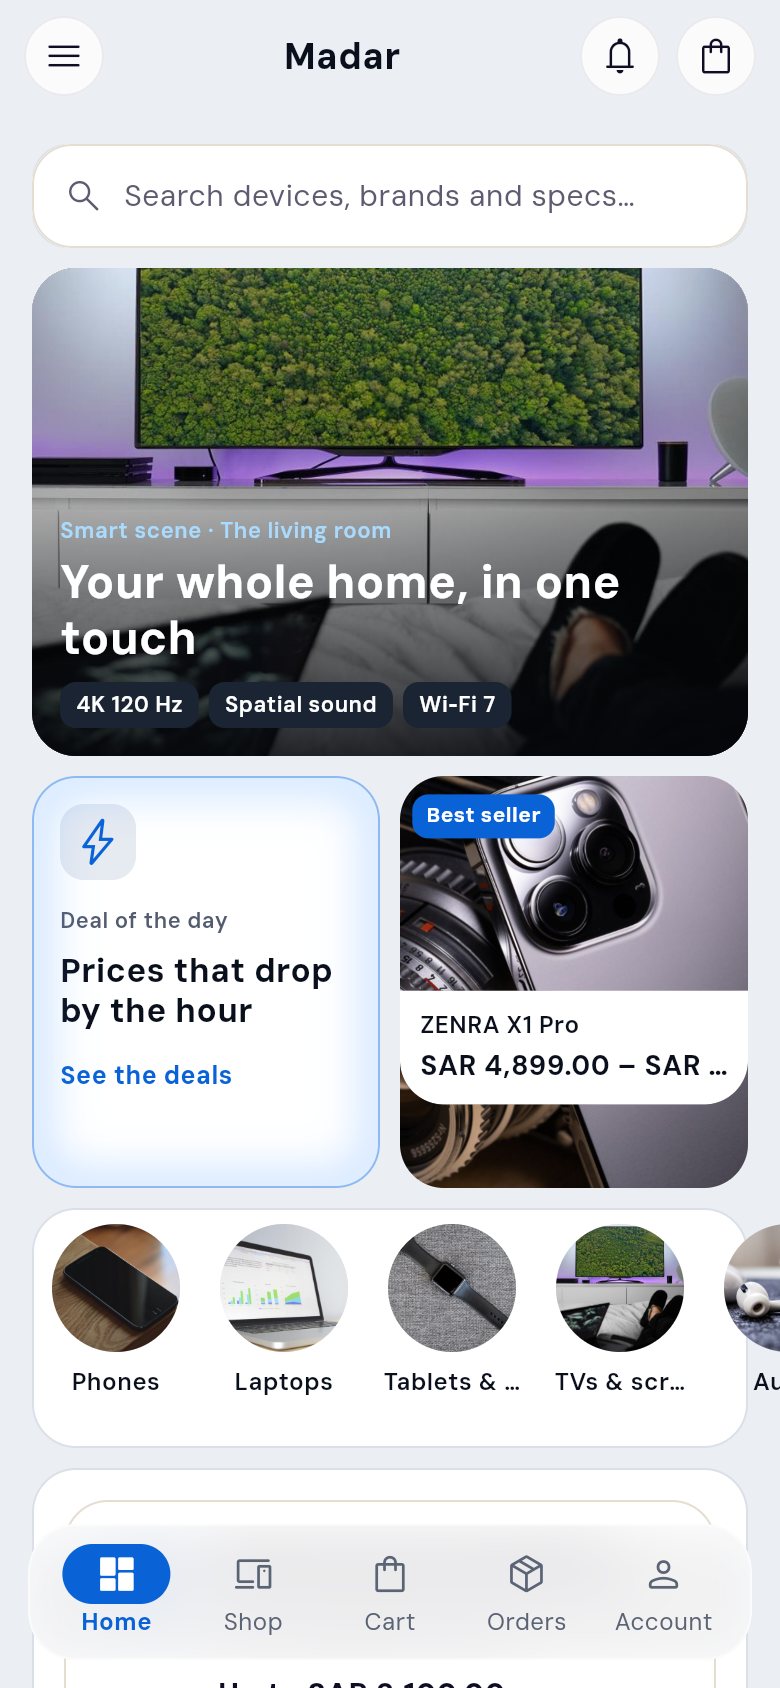 Madar
Search devices, brands and specs...
Smart scene · The living room
Your whole home, in one
touch
4K 120 Hz
Spatial sound
Wi-Fi 7
Deal of the day
Prices that drop
by the hour
See the deals
Best seller
ZENRA X1 Pro
SAR 4,899.00 – SAR ...
Phones
Laptops
Tablets & ...
TVs & scr...
Au
Home
Shop
Cart
Orders
Account